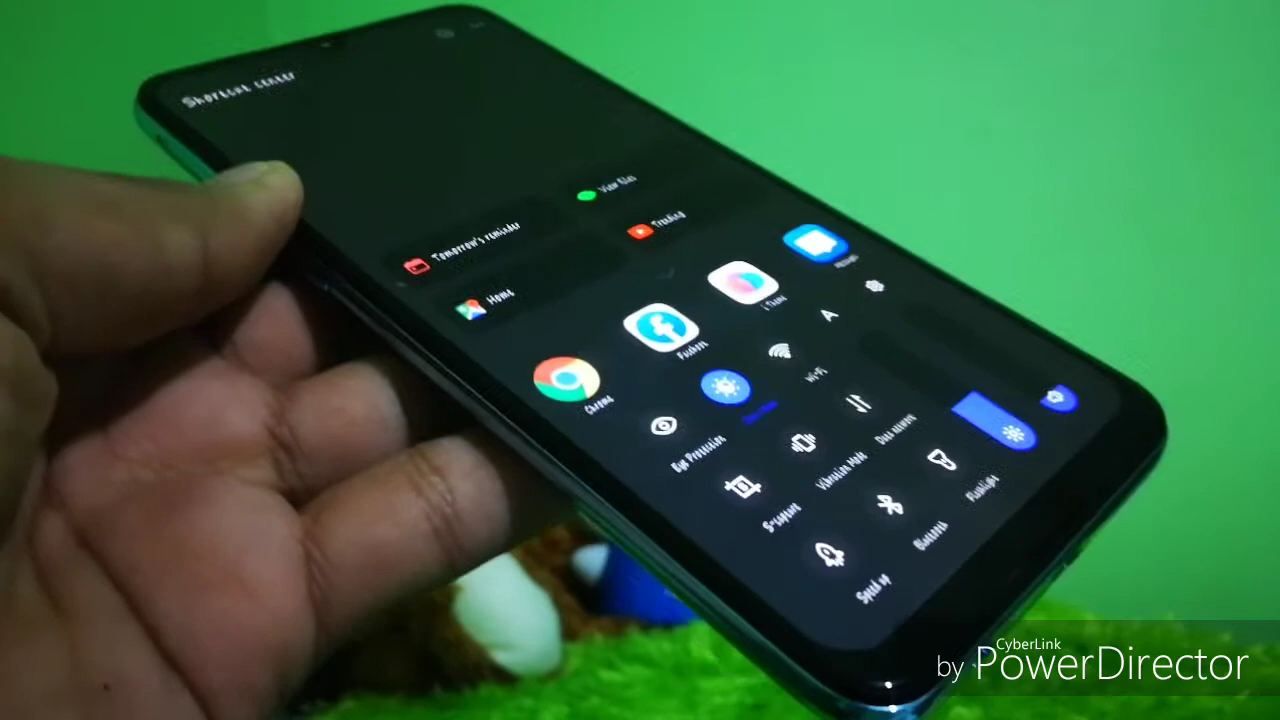 Shortcut center
View files
Tomorrow's reminder
Trending
Home
i Theme
Facebook
Chrome
Wi-Fi
Eye Protection
Data network
Vibration Mode
S-capture
Flashlight
Bluetooth
Speed up
CyberLink
by PowerDirector